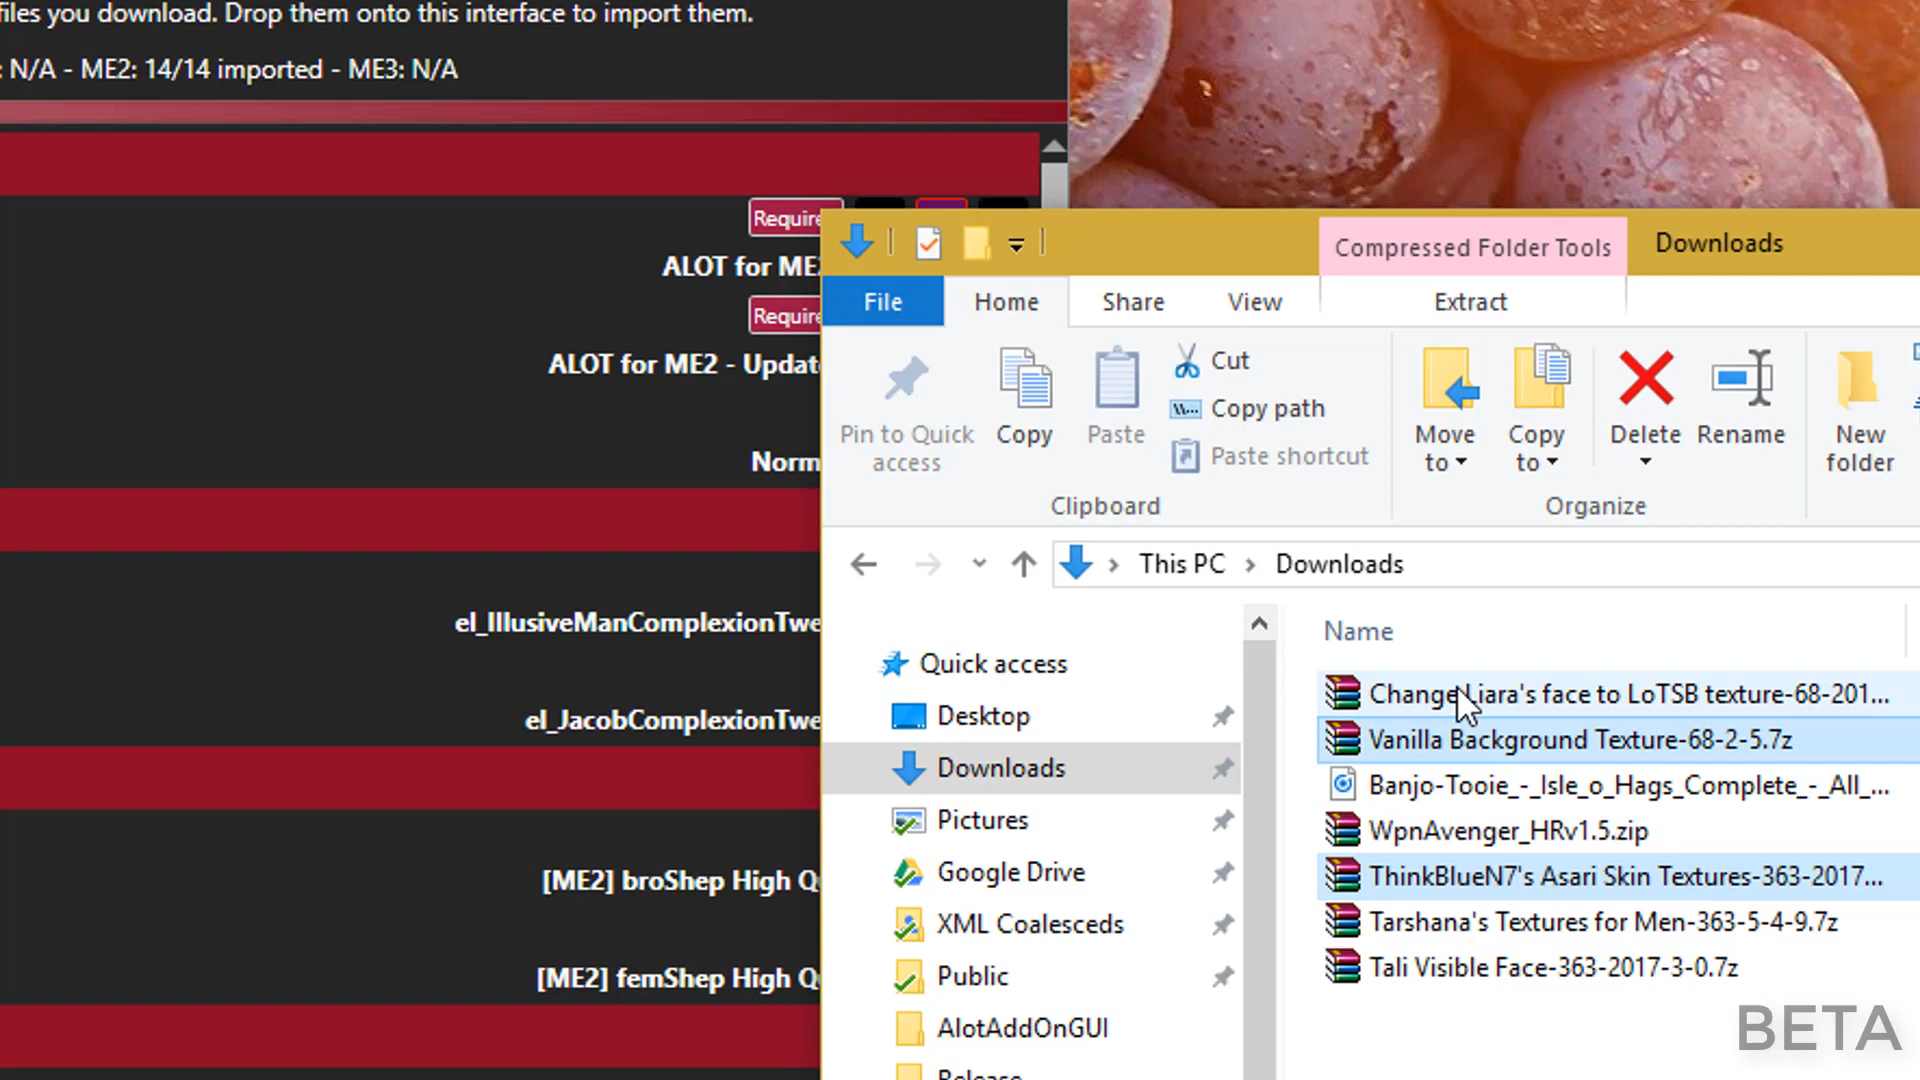 files you download. Drop them onto this interface to import them.
: N/A - ME2: 14/14 imported - ME3: N/A
Require
ALOT for ME2
Require
ALOT for ME2 - Update
Norm
el_IllusiveManComplexionTwe
el_JacobComplexionTwe
[ME2] broShep High Qu
[ME2] femShep High Qu
Compressed Folder Tools
Downloads
File
Home
Share
View
Extract
Pin to Quick
access
Copy
Paste
Cut
Copy path
Paste shortcut
Clipboard
Move
to
Copy
to
Delete
Rename
Organize
New
folder
This PC
Downloads
Quick access
Desktop
Downloads
Pictures
Google Drive
XML Coalesceds
Public
AlotAddOnGUI
Release
Name
Change Liara's face to LoTSB texture-68-201...
Vanilla Background Texture-68-2-5.7z
Banjo-Tooie_-_Isle_o_Hags_Complete_-_All_...
WpnAvenger_HRv1.5.zip
ThinkBlueN7's Asari Skin Textures-363-2017...
Tarshana's Textures for Men-363-5-4-9.7z
Tali Visible Face-363-2017-3-0.7z
BETA